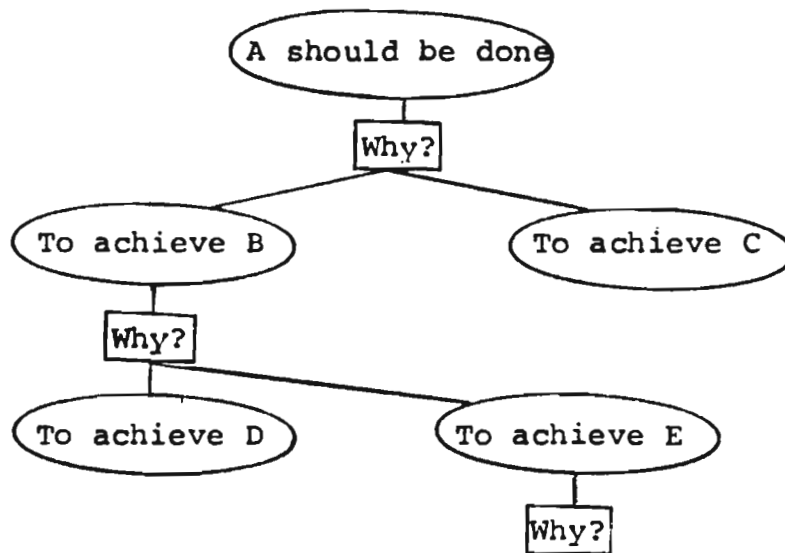 A should be done
Why?
To achieve B
To achieve C
Why?
To achieve D
To achieve E
Why?